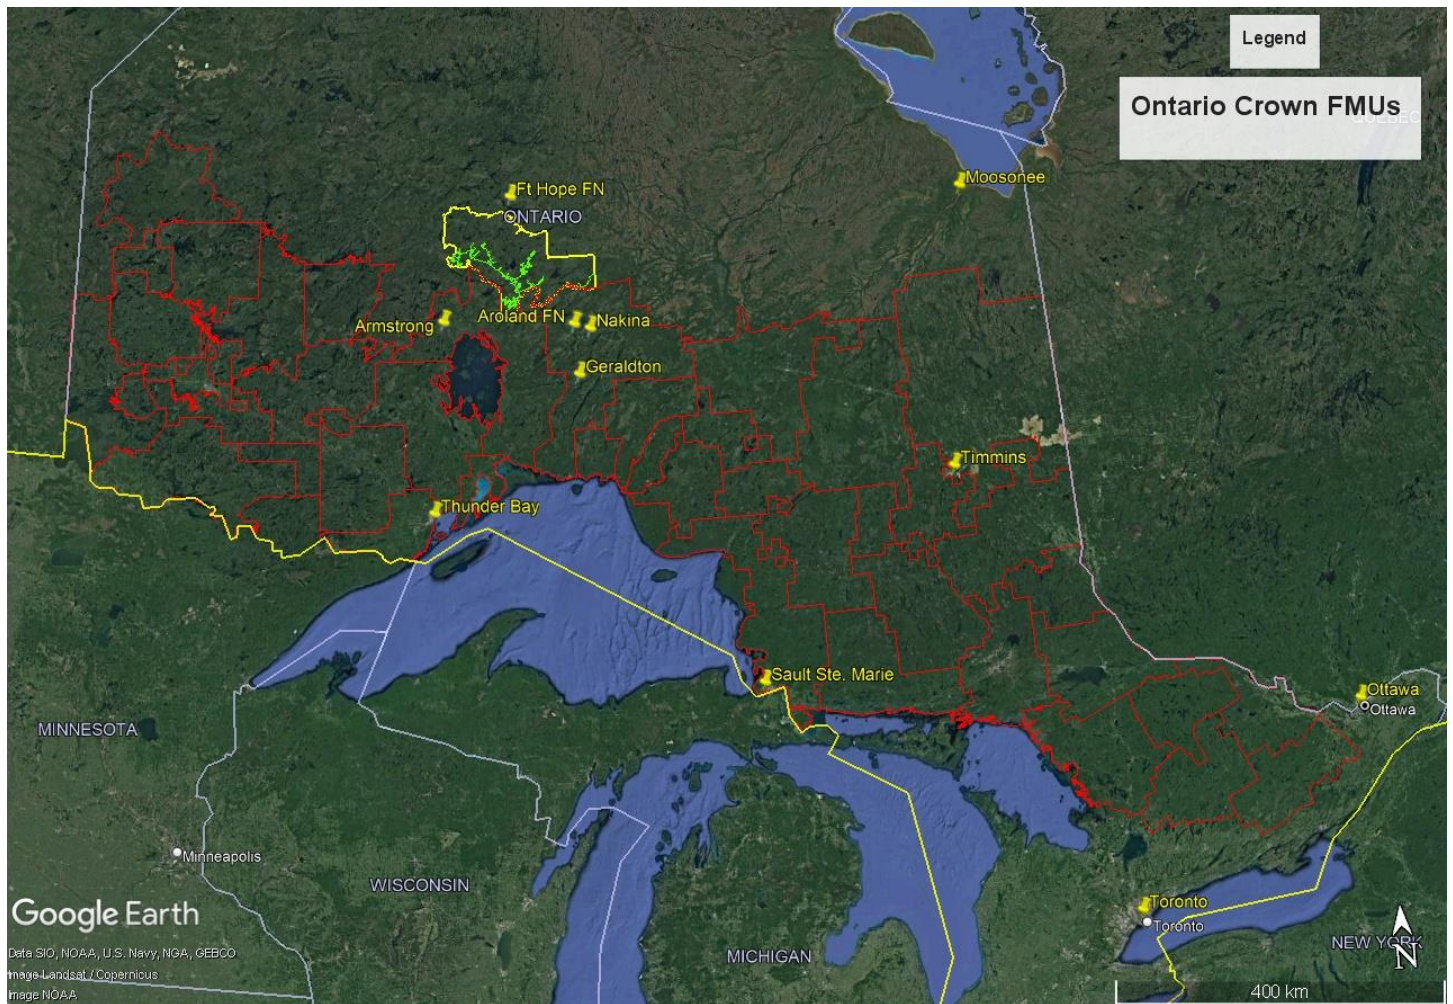 Legend
Ontario Crown FMUs
QUEBEC
Moosonee
Ft Hope FN
ONTARIO
Armstrong
Aroland FN
Nakina
Geraldton
Timmins
Thunder Bay
Sault Ste. Marie
Ottawa
Ottawa
MINNESOTA
Minneapolis
WISCONSIN
Toronto
Toronto
Google Earth
NEW YORK
N
Data SIO, NOAA, U.S. Navy, NGA, GEBCO
MICHIGAN
Image Landsat / Copernicus
Image NOAA
400 km